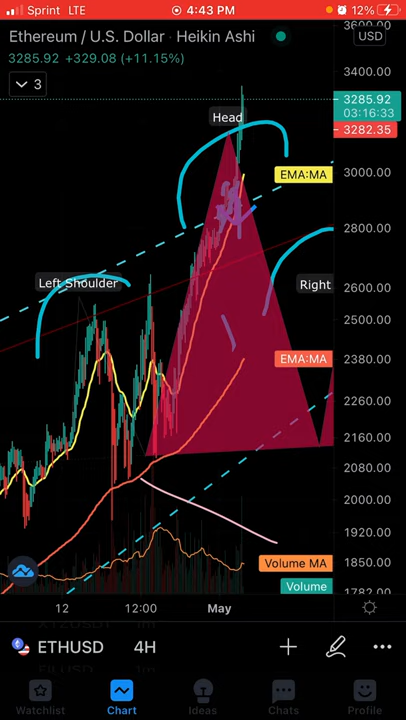 Sprint LTE 4:43 PM 12%
Ethereum / U.S. Dollar · Heikin Ashi USD
3285.92 +329.08 (+11.15%)
3
3600.00
3400.00
3285.92
03:16:33
3282.35
Head
EMA:MA
3000.00
2800.00
Left Shoulder
Right
2600.00
2500.00
EMA:MA
2380.00
2260.00
2160.00
2080.00
2000.00
1920.00
Volume MA
1850.00
Volume
1782.00
12 12:00 May
ETHUSD 4H
Watchlist Chart Ideas Chats Profile